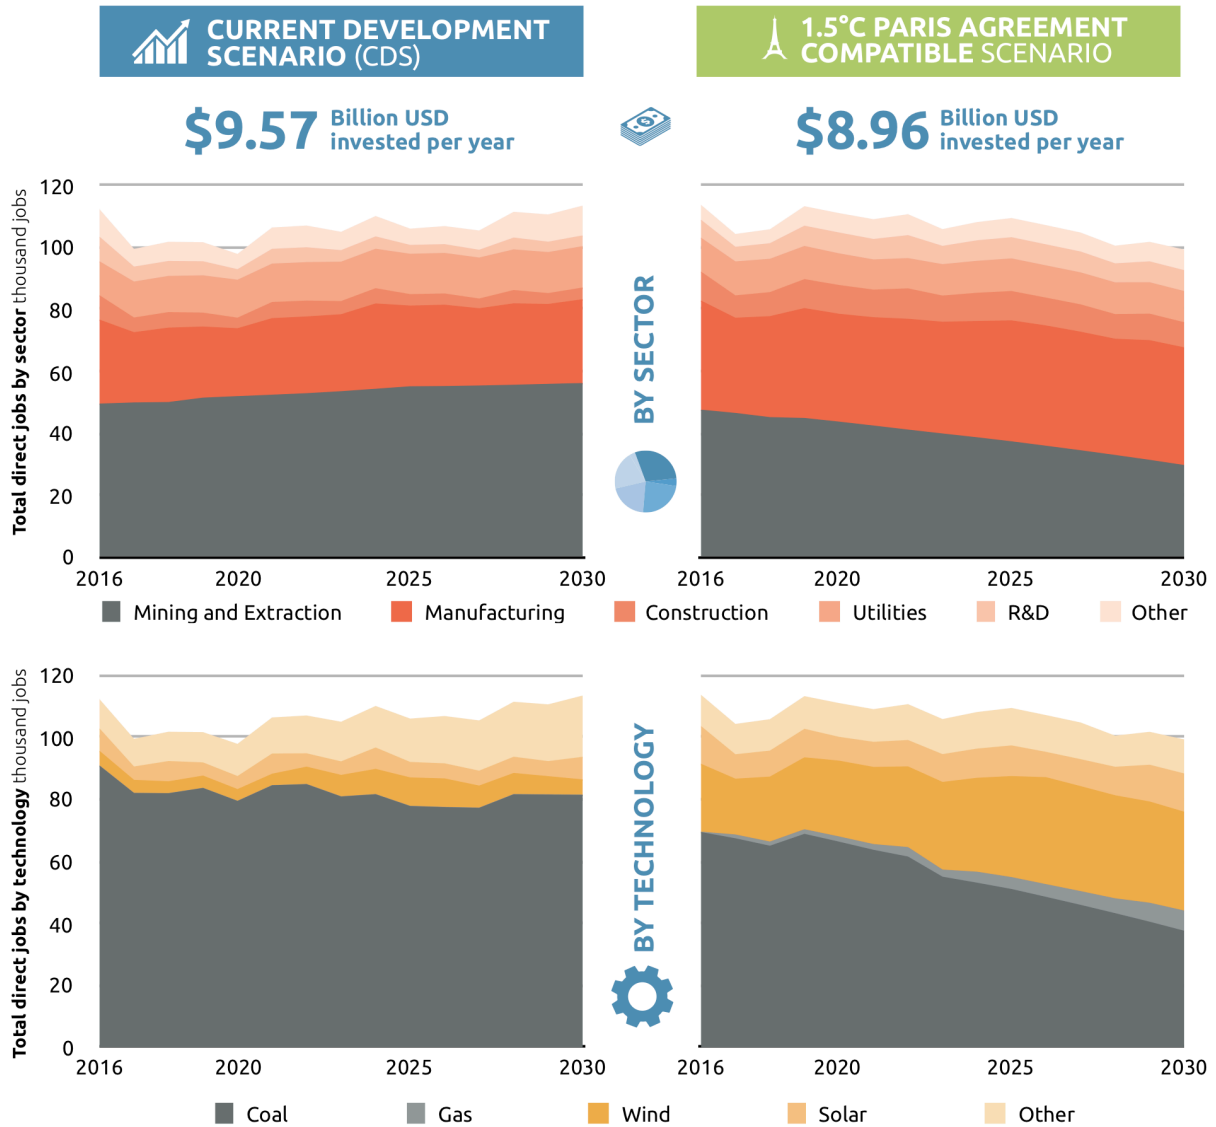 CURRENT DEVELOPMENT
SCENARIO (CDS)
1.5°C PARIS AGREEMENT
COMPATIBLE SCENARIO
$9.57 Billion USD
invested per year
$8.96 Billion USD
invested per year
Total direct jobs by sector thousand jobs
120
100
80
60
40
20
0
2016 2020 2025 2030
BY SECTOR
2016 2020 2025 2030
Mining and Extraction Manufacturing Construction Utilities R&D Other
Total direct jobs by technology thousand jobs
120
100
80
60
40
20
0
2016 2020 2025 2030
BY TECHNOLOGY
2016 2020 2025 2030
Coal Gas Wind Solar Other